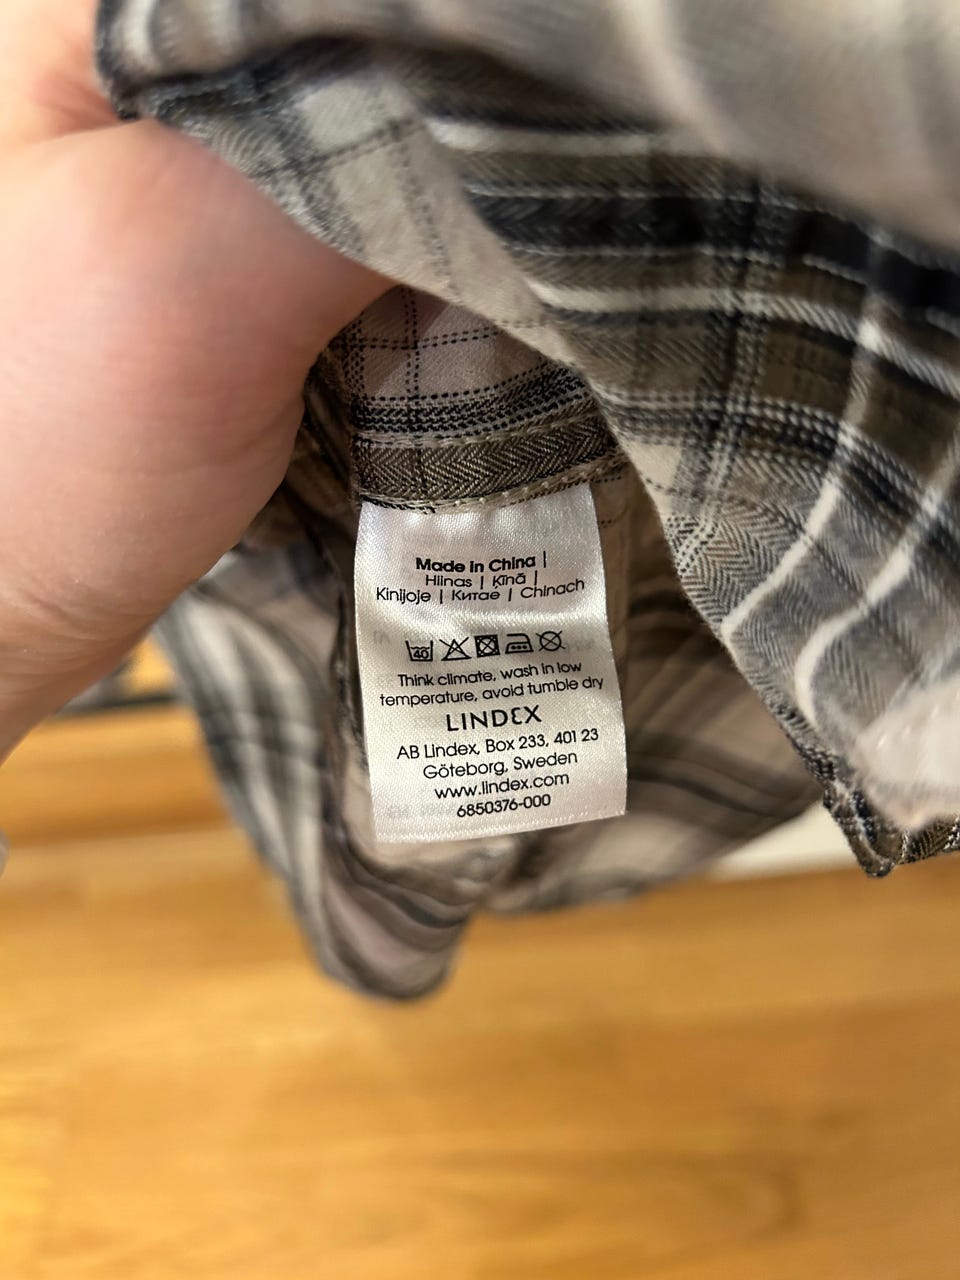 Made in China |
Hiinas | Ķīnā |
Kinijoje | Китае | Chinach
40
Think climate, wash in low
temperature, avoid tumble dry
LINDEX
AB Lindex, Box 233, 401 23
Göteborg, Sweden
www.lindex.com
6850376-000